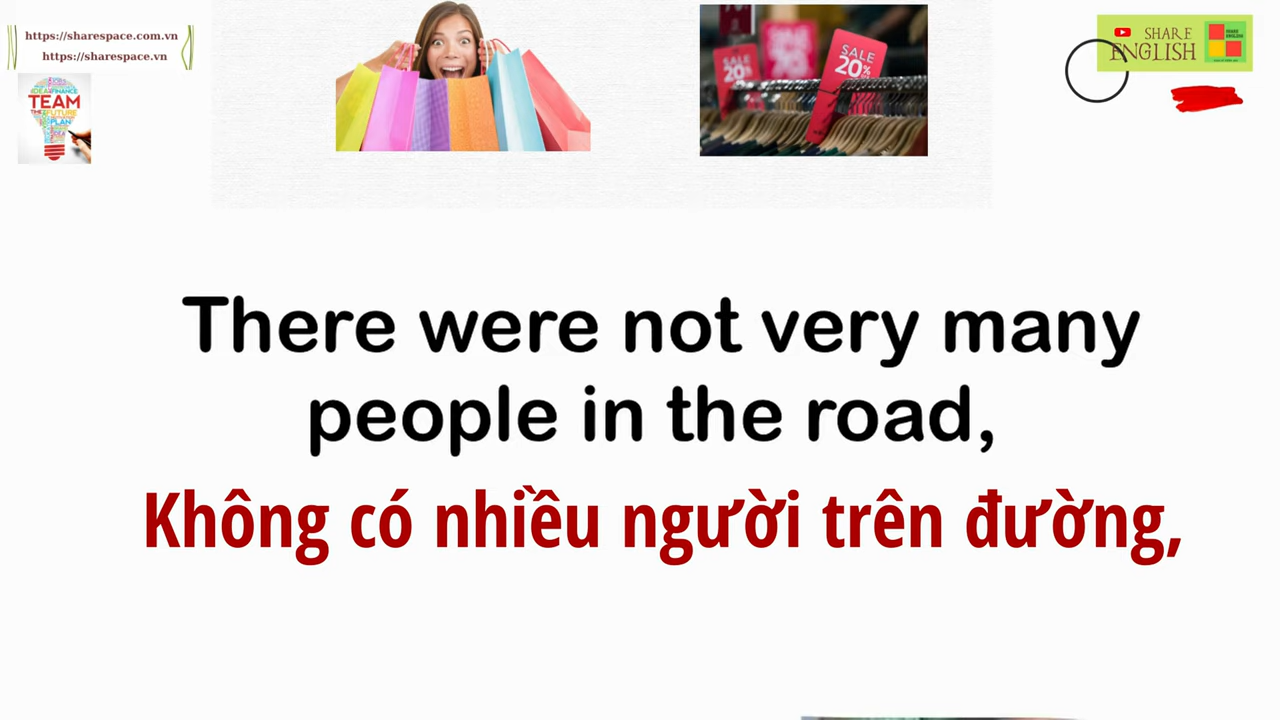 https://sharespace.com.vn
https://sharespace.vn
TEAM
FUTURE
PLAN
SALE
20%
SALE
20%
SHARE
ENGLISH
There were not very many
people in the road,
Không có nhiều người trên đường,